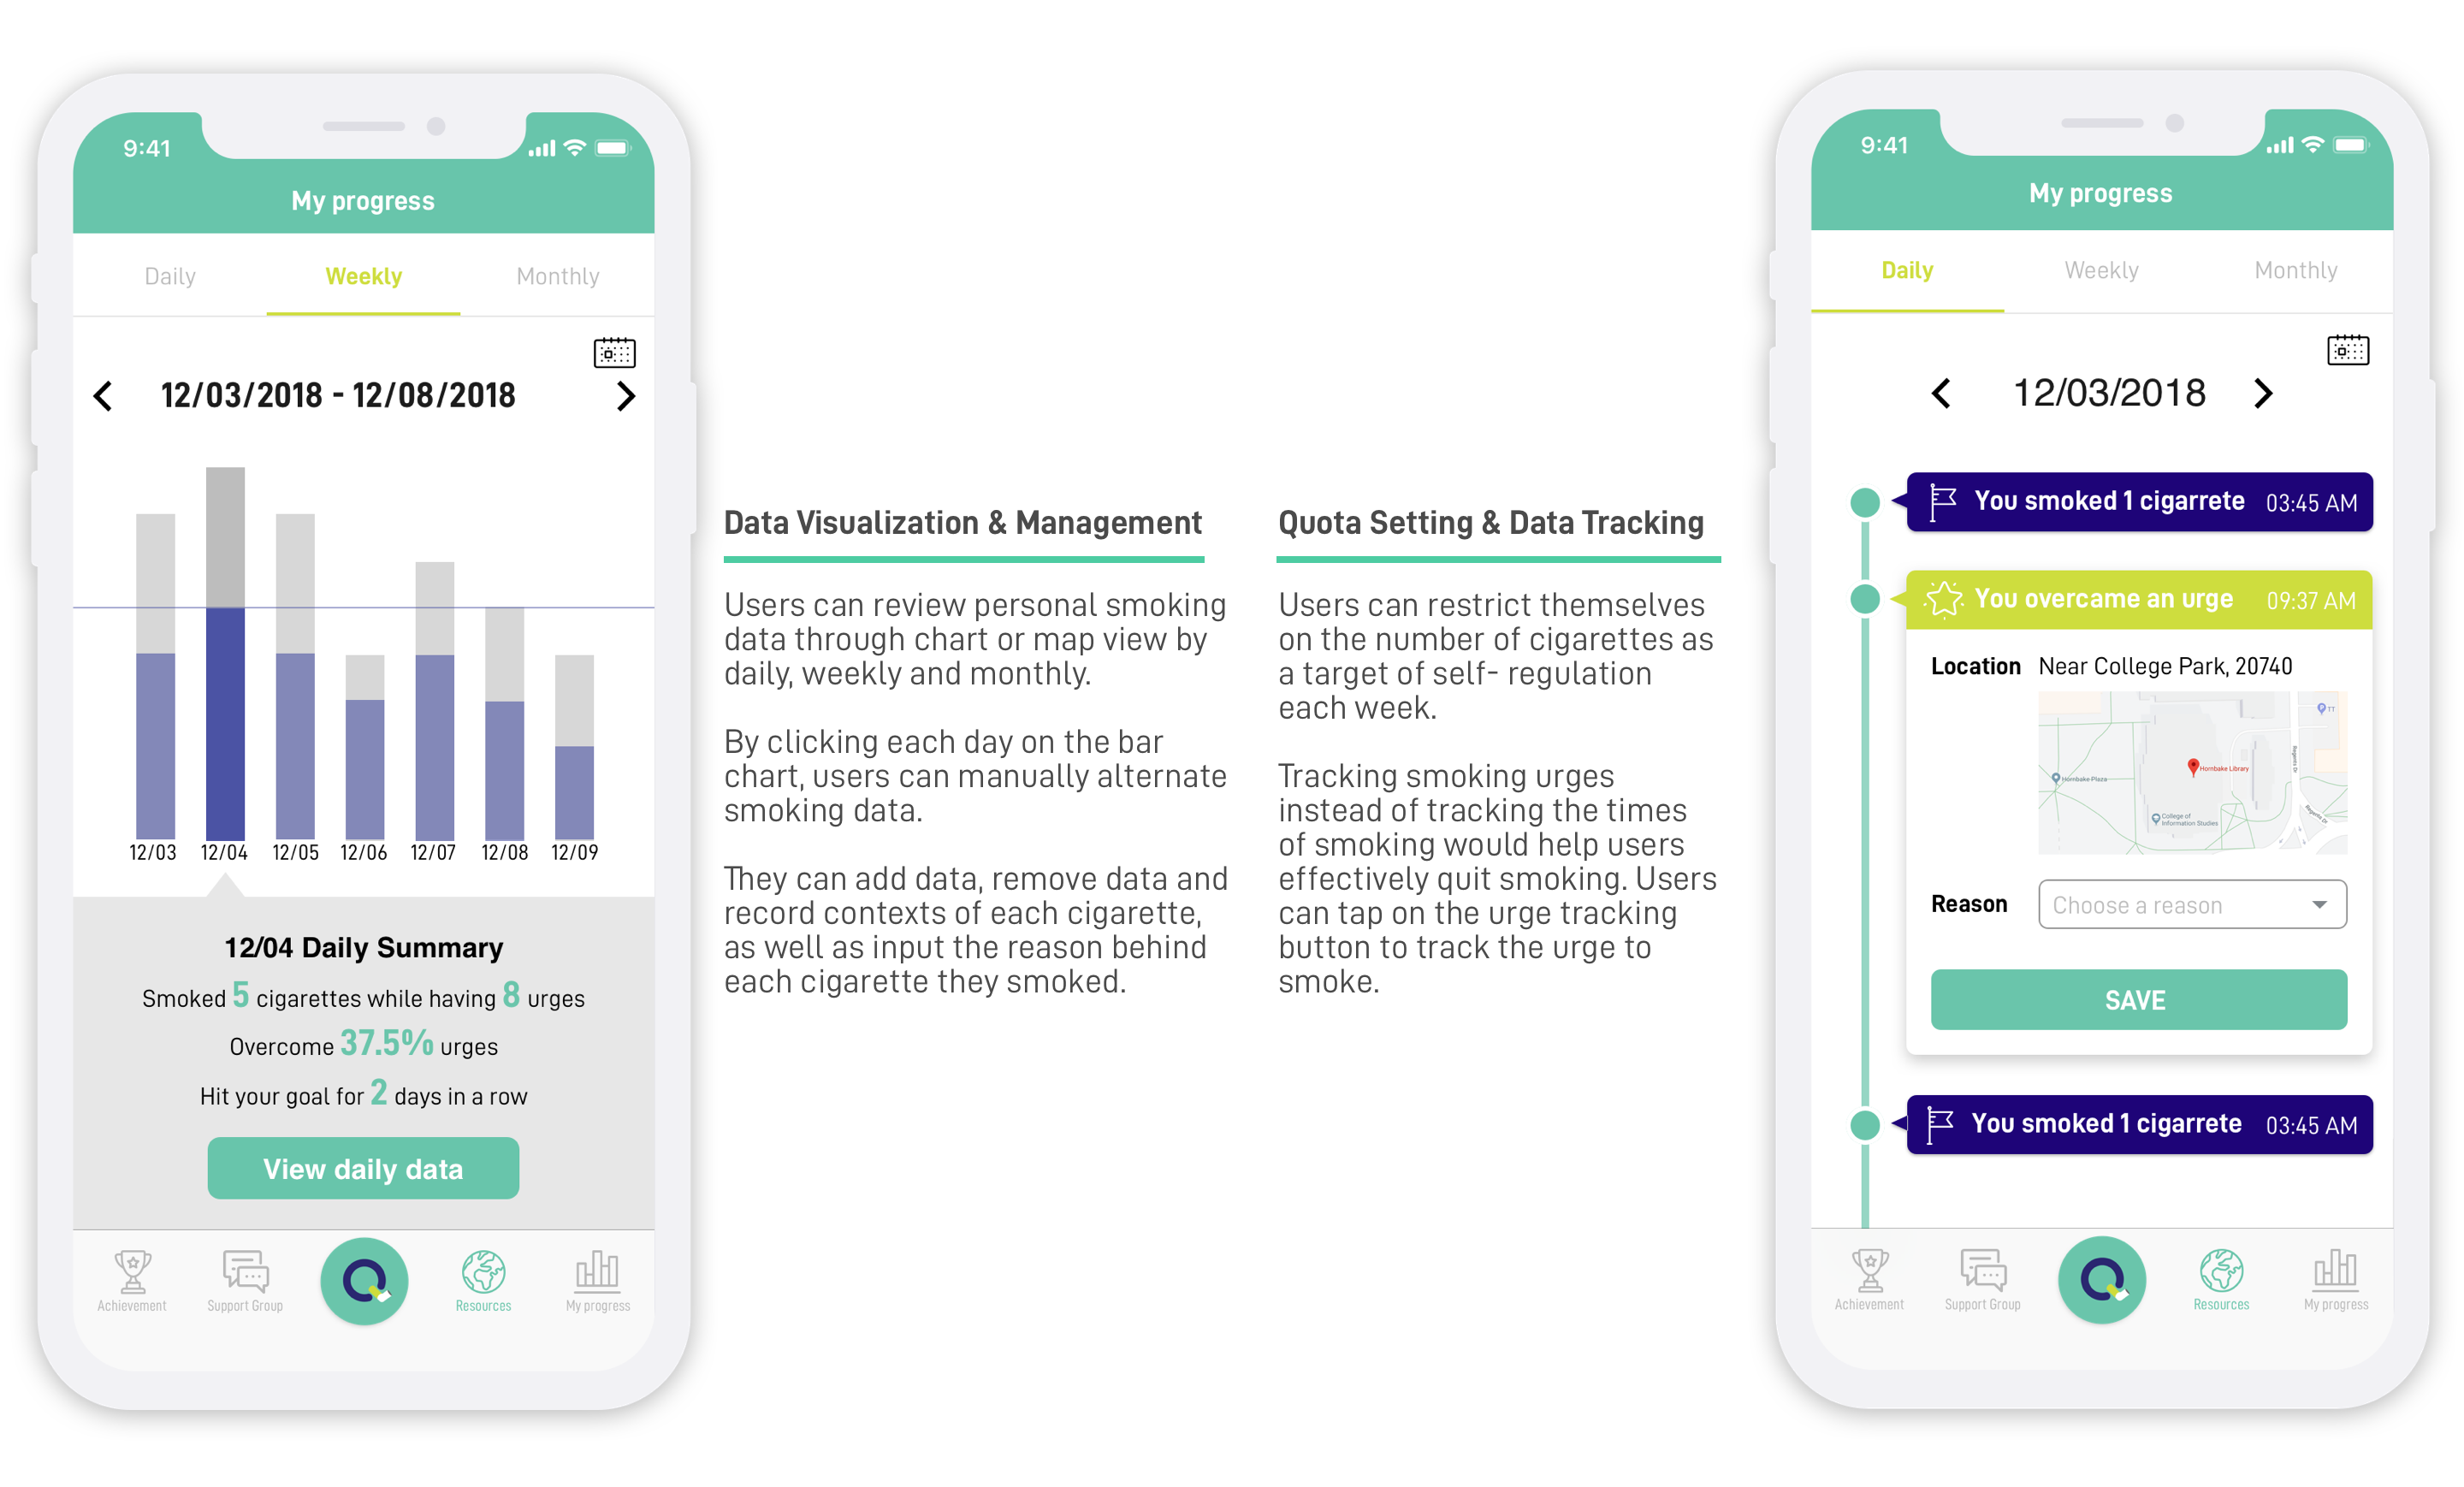 9:41
My progress
Daily Weekly Monthly
12/03/2018 - 12/08/2018
12/03 12/04 12/05 12/06 12/07 12/08 12/09
12/04 Daily Summary
Smoked 5 cigarettes while having 8 urges
Overcome 37.5% urges
Hit your goal for 2 days in a row
View daily data
Achievement Support Group Resources My progress
Data Visualization & Management
Users can review personal smoking
data through chart or map view by
daily, weekly and monthly.
By clicking each day on the bar
chart, users can manually alternate
smoking data.
They can add data, remove data and
record contexts of each cigarette,
as well as input the reason behind
each cigarette they smoked.
Quota Setting & Data Tracking
Users can restrict themselves
on the number of cigarettes as
a target of self- regulation
each week.
Tracking smoking urges
instead of tracking the times
of smoking would help users
effectively quit smoking. Users
can tap on the urge tracking
button to track the urge to
smoke.
9:41
My progress
Daily Weekly Monthly
12/03/2018
You smoked 1 cigarrete 03:45 AM
You overcame an urge 09:37 AM
Location Near College Park, 20740
TT
Hornbake Library
Hornbake Plaza
Regents Dr
Regents Dr
College of
Information Studies
Reason Choose a reason
SAVE
You smoked 1 cigarrete 03:45 AM
Achievement Support Group Resources My progress